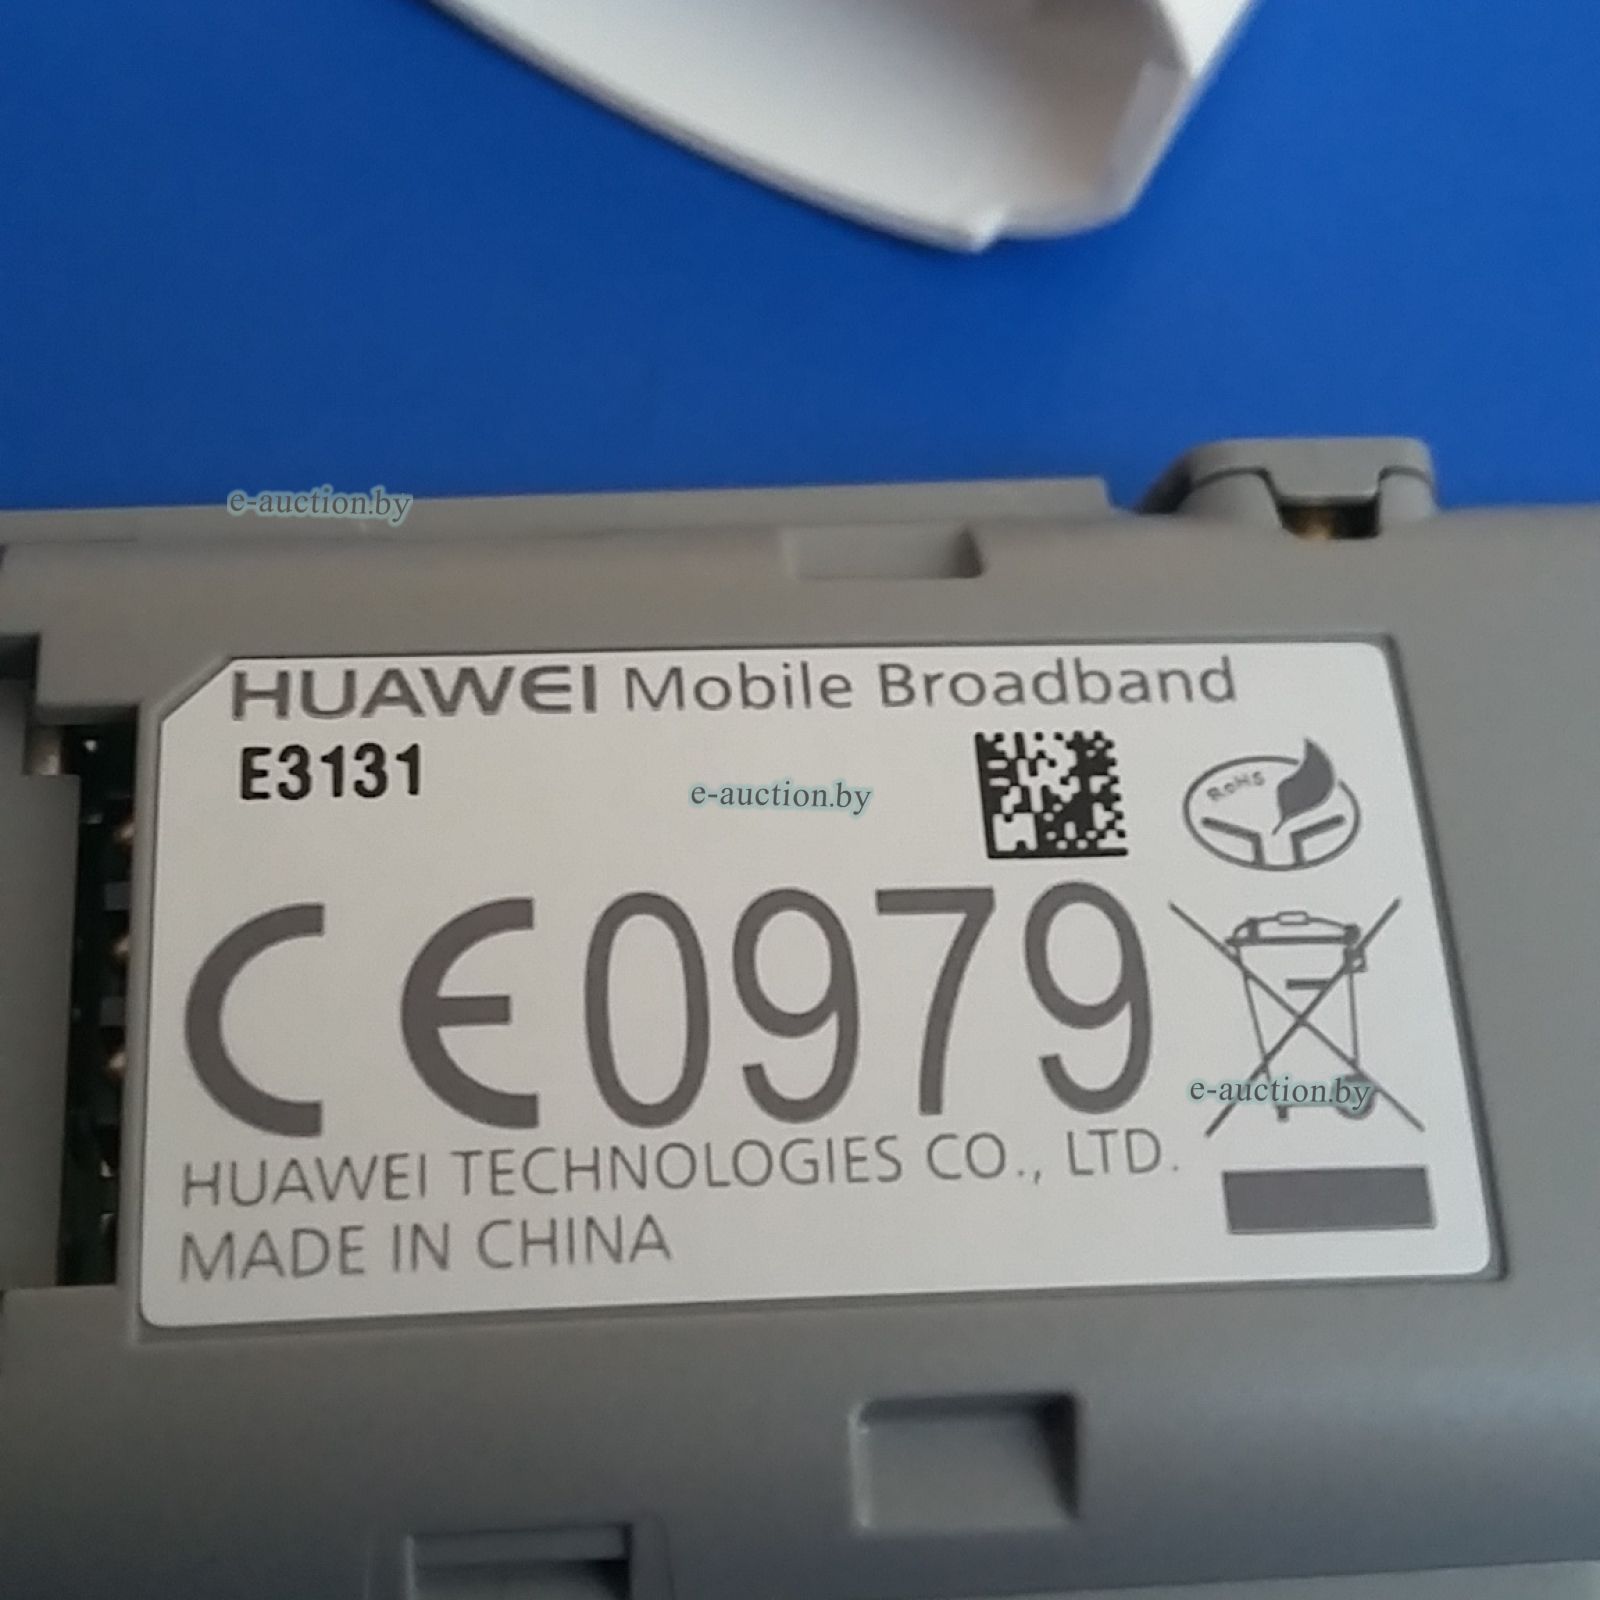 e-auction.by
HUAWEI Mobile Broadband
E3131
e-auction.by
RoHS
CE0979
e-auction.by
HUAWEI TECHNOLOGIES CO., LTD.
MADE IN CHINA